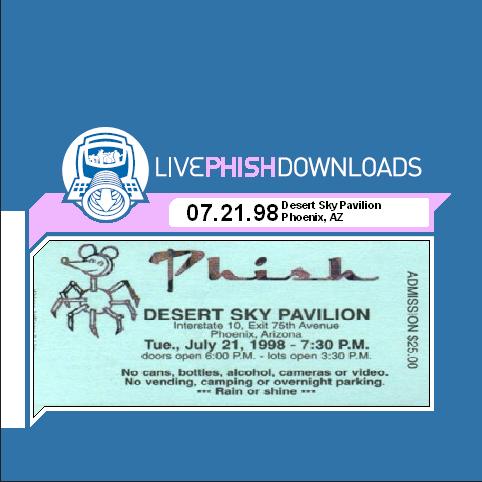 LIVEPHISHDOWNLOADS
07.21.98
Desert Sky Pavilion
Phoenix, AZ
Phish
DESERT SKY PAVILION
Interstate 10, Exit 75th Avenue
Phoenix, Arizona
Tue., July 21, 1998 - 7:30 P.M.
doors open 6:00 P.M. - lots open 3:30 P.M.
No cans, bottles, alcohol, cameras or video.
No vending, camping or overnight parking.
*** Rain or shine ***
ADMISSION $25.00